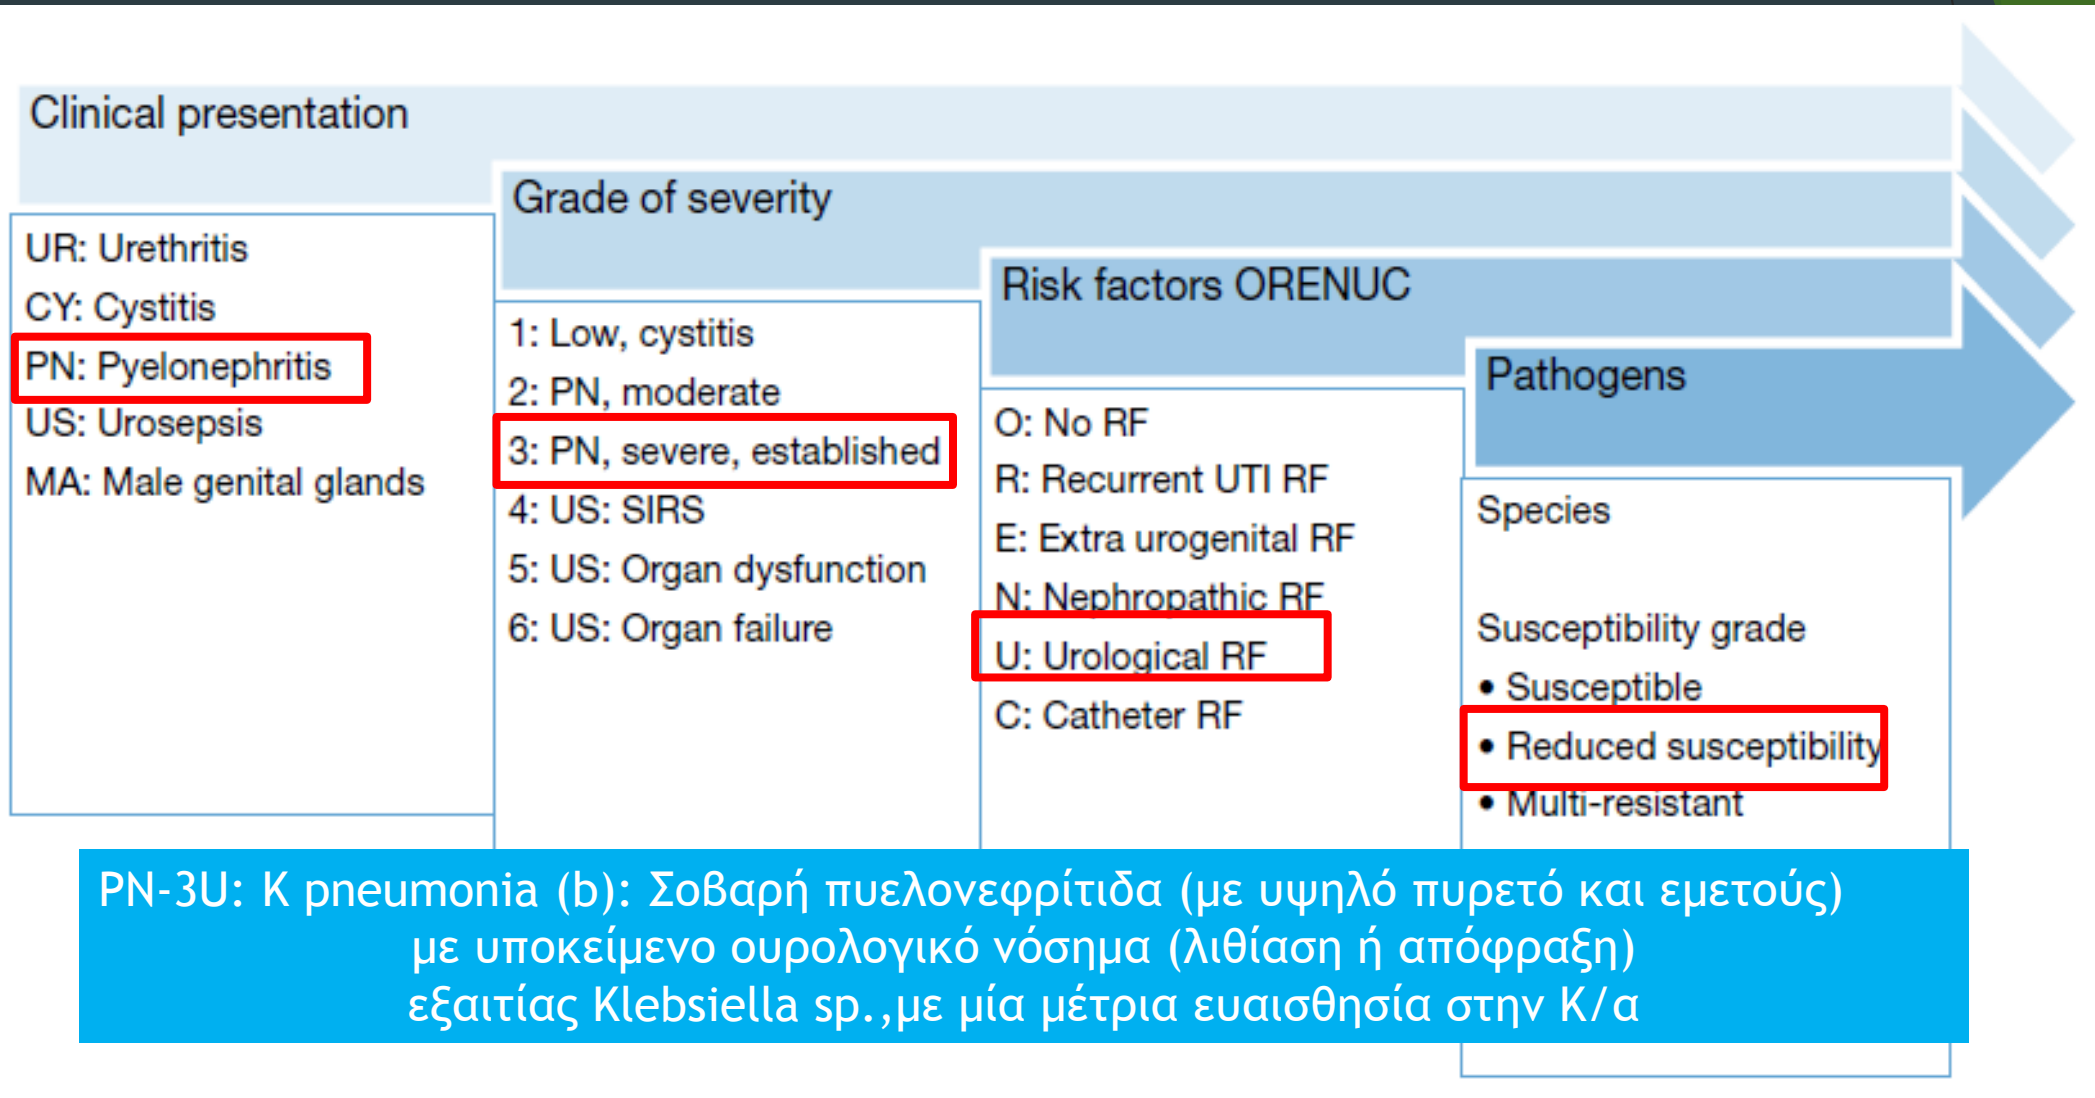 Clinical presentation
UR: Urethritis
CY: Cystitis
PN: Pyelonephritis
US: Urosepsis
MA: Male genital glands
Grade of severity
1: Low, cystitis
2: PN, moderate
3: PN, severe, established
4: US: SIRS
5: US: Organ dysfunction
6: US: Organ failure
Risk factors ORENUC
O: No RF
R: Recurrent UTI RF
E: Extra urogenital RF
N: Nephropathic RF
U: Urological RF
C: Catheter RF
Pathogens
Species
Susceptibility grade
• Susceptible
• Reduced susceptibility
• Multi-resistant
PN-3U: K pneumonia (b): Σοβαρή πυελονεφρίτιδα (με υψηλό πυρετό και εμετούς)
με υποκείμενο ουρολογικό νόσημα (λιθίαση ή απόφραξη)
εξαιτίας Klebsiella sp.,με μία μέτρια ευαισθησία στην Κ/α